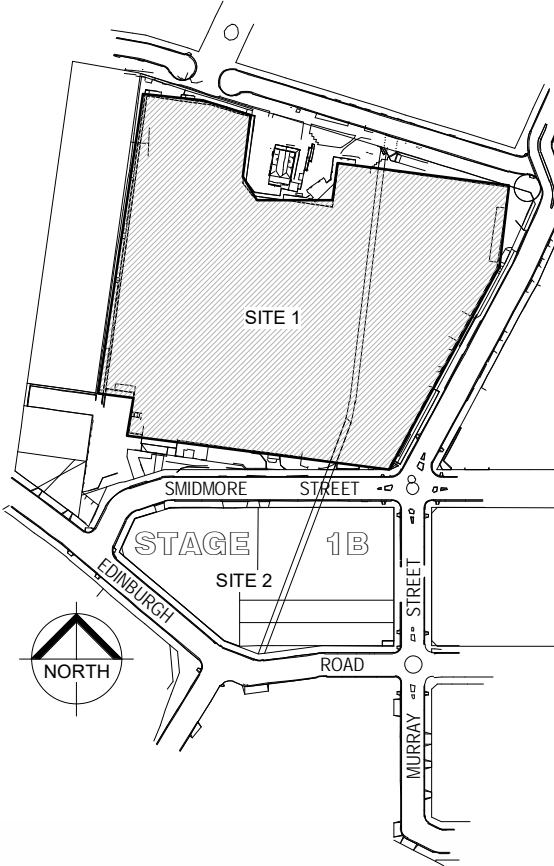 SITE 1
SMIDMORE STREET
STAGE 1B
SITE 2
EDINBURGH ROAD
MURRAY STREET
NORTH